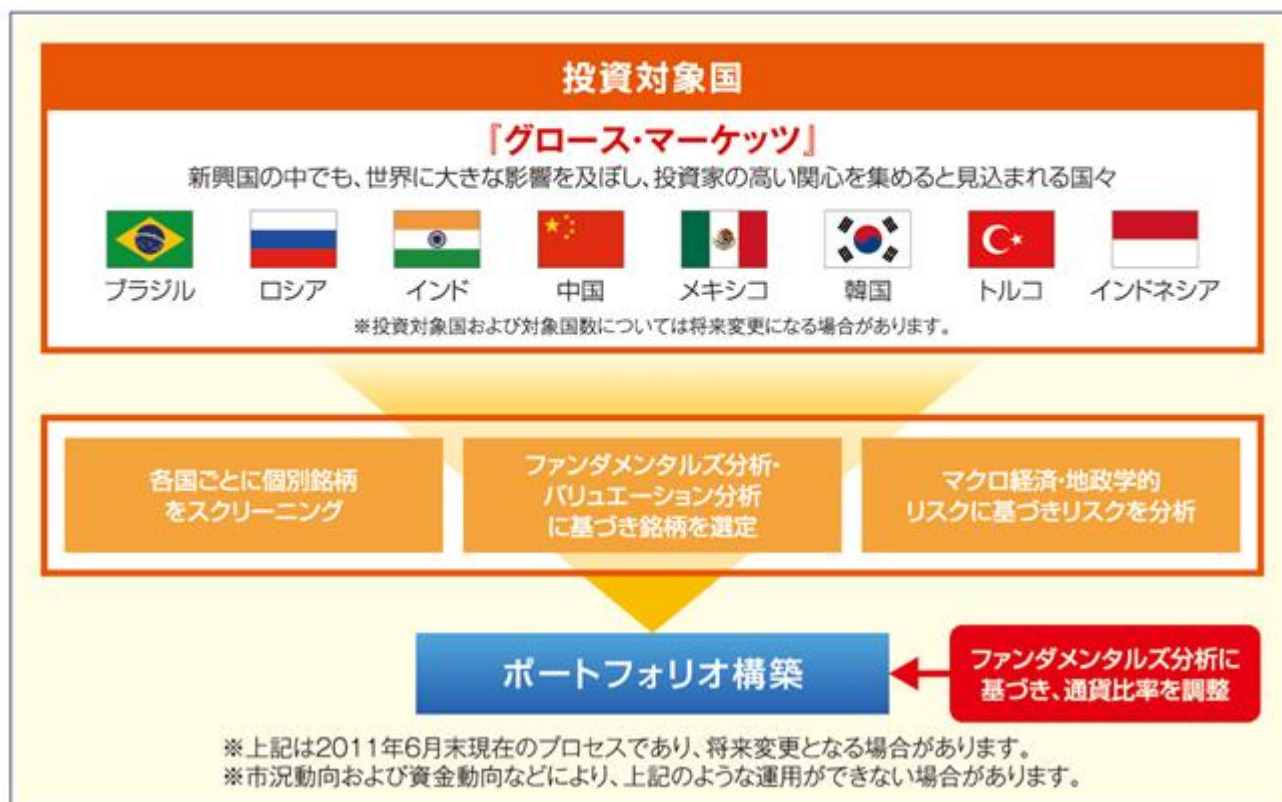 投資対象国
『グロース・マーケッツ』
新興国の中でも、世界に大きな影響を及ぼし、投資家の高い関心を集めると見込まれる国々
ブラジル ロシア インド 中国 メキシコ 韓国 トルコ インドネシア
※投資対象国および対象国数については将来変更になる場合があります。
各国ごとに個別銘柄
をスクリーニング
ファンダメンタルズ分析・
バリュエーション分析
に基づき銘柄を選定
マクロ経済・地政学的
リスクに基づきリスクを分析
ポートフォリオ構築
ファンダメンタルズ分析に
基づき、通貨比率を調整
※上記は2011年6月末現在のプロセスであり、将来変更となる場合があります。
※市況動向および資金動向などにより、上記のような運用ができない場合があります。